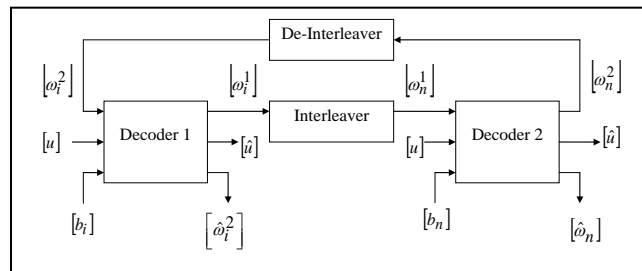 De-Interleaver
⌊ω_i^2⌋ ⌊ω_i^1⌋ ⌊ω_n^1⌋ ⌊ω_n^2⌋
Interleaver
[u] Decoder 1 [û] [u] Decoder 2 [û]
[b_i] [ω̂_i^2] [b_n] [ω̂_n]